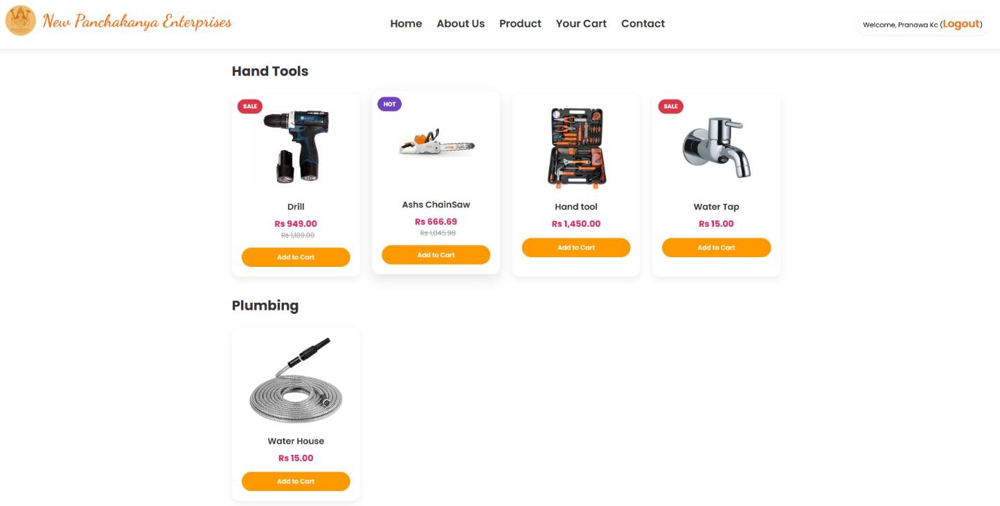 New Panchakanya Enterprises
Home About Us Product Your Cart Contact
Welcome, Pranawa Kc (Logout)
Hand Tools
SALE
HOT
SALE
Drill
Ashs ChainSaw
Hand tool
Water Tap
Rs 949.00
Rs 666.69
Rs 1,450.00
Rs 15.00
Rs 1,189.00
Rs 1,045.98
Add to Cart
Add to Cart
Add to Cart
Add to Cart
Plumbing
Water House
Rs 15.00
Add to Cart